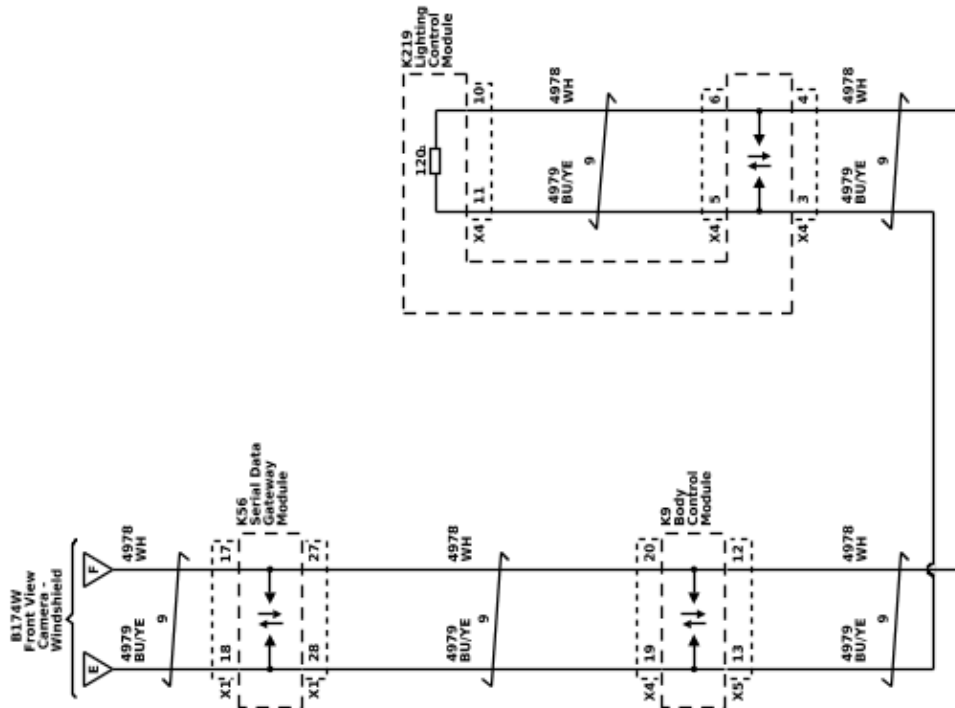 B174W
Front View
Camera -
Windshield
E
F
4979
BU/YE
9
4978
WH
X1
18
17
K56
Serial Data
Gateway
Module
X1
28
27
4979
BU/YE
9
4978
WH
X4
19
20
K9
Body
Control
Module
X5
13
12
4979
BU/YE
9
4978
WH
K219
Lighting
Control
Module
120Ω
X4
11
10
4979
BU/YE
9
4978
WH
X4
5
6
X4
3
4
4979
BU/YE
9
4978
WH